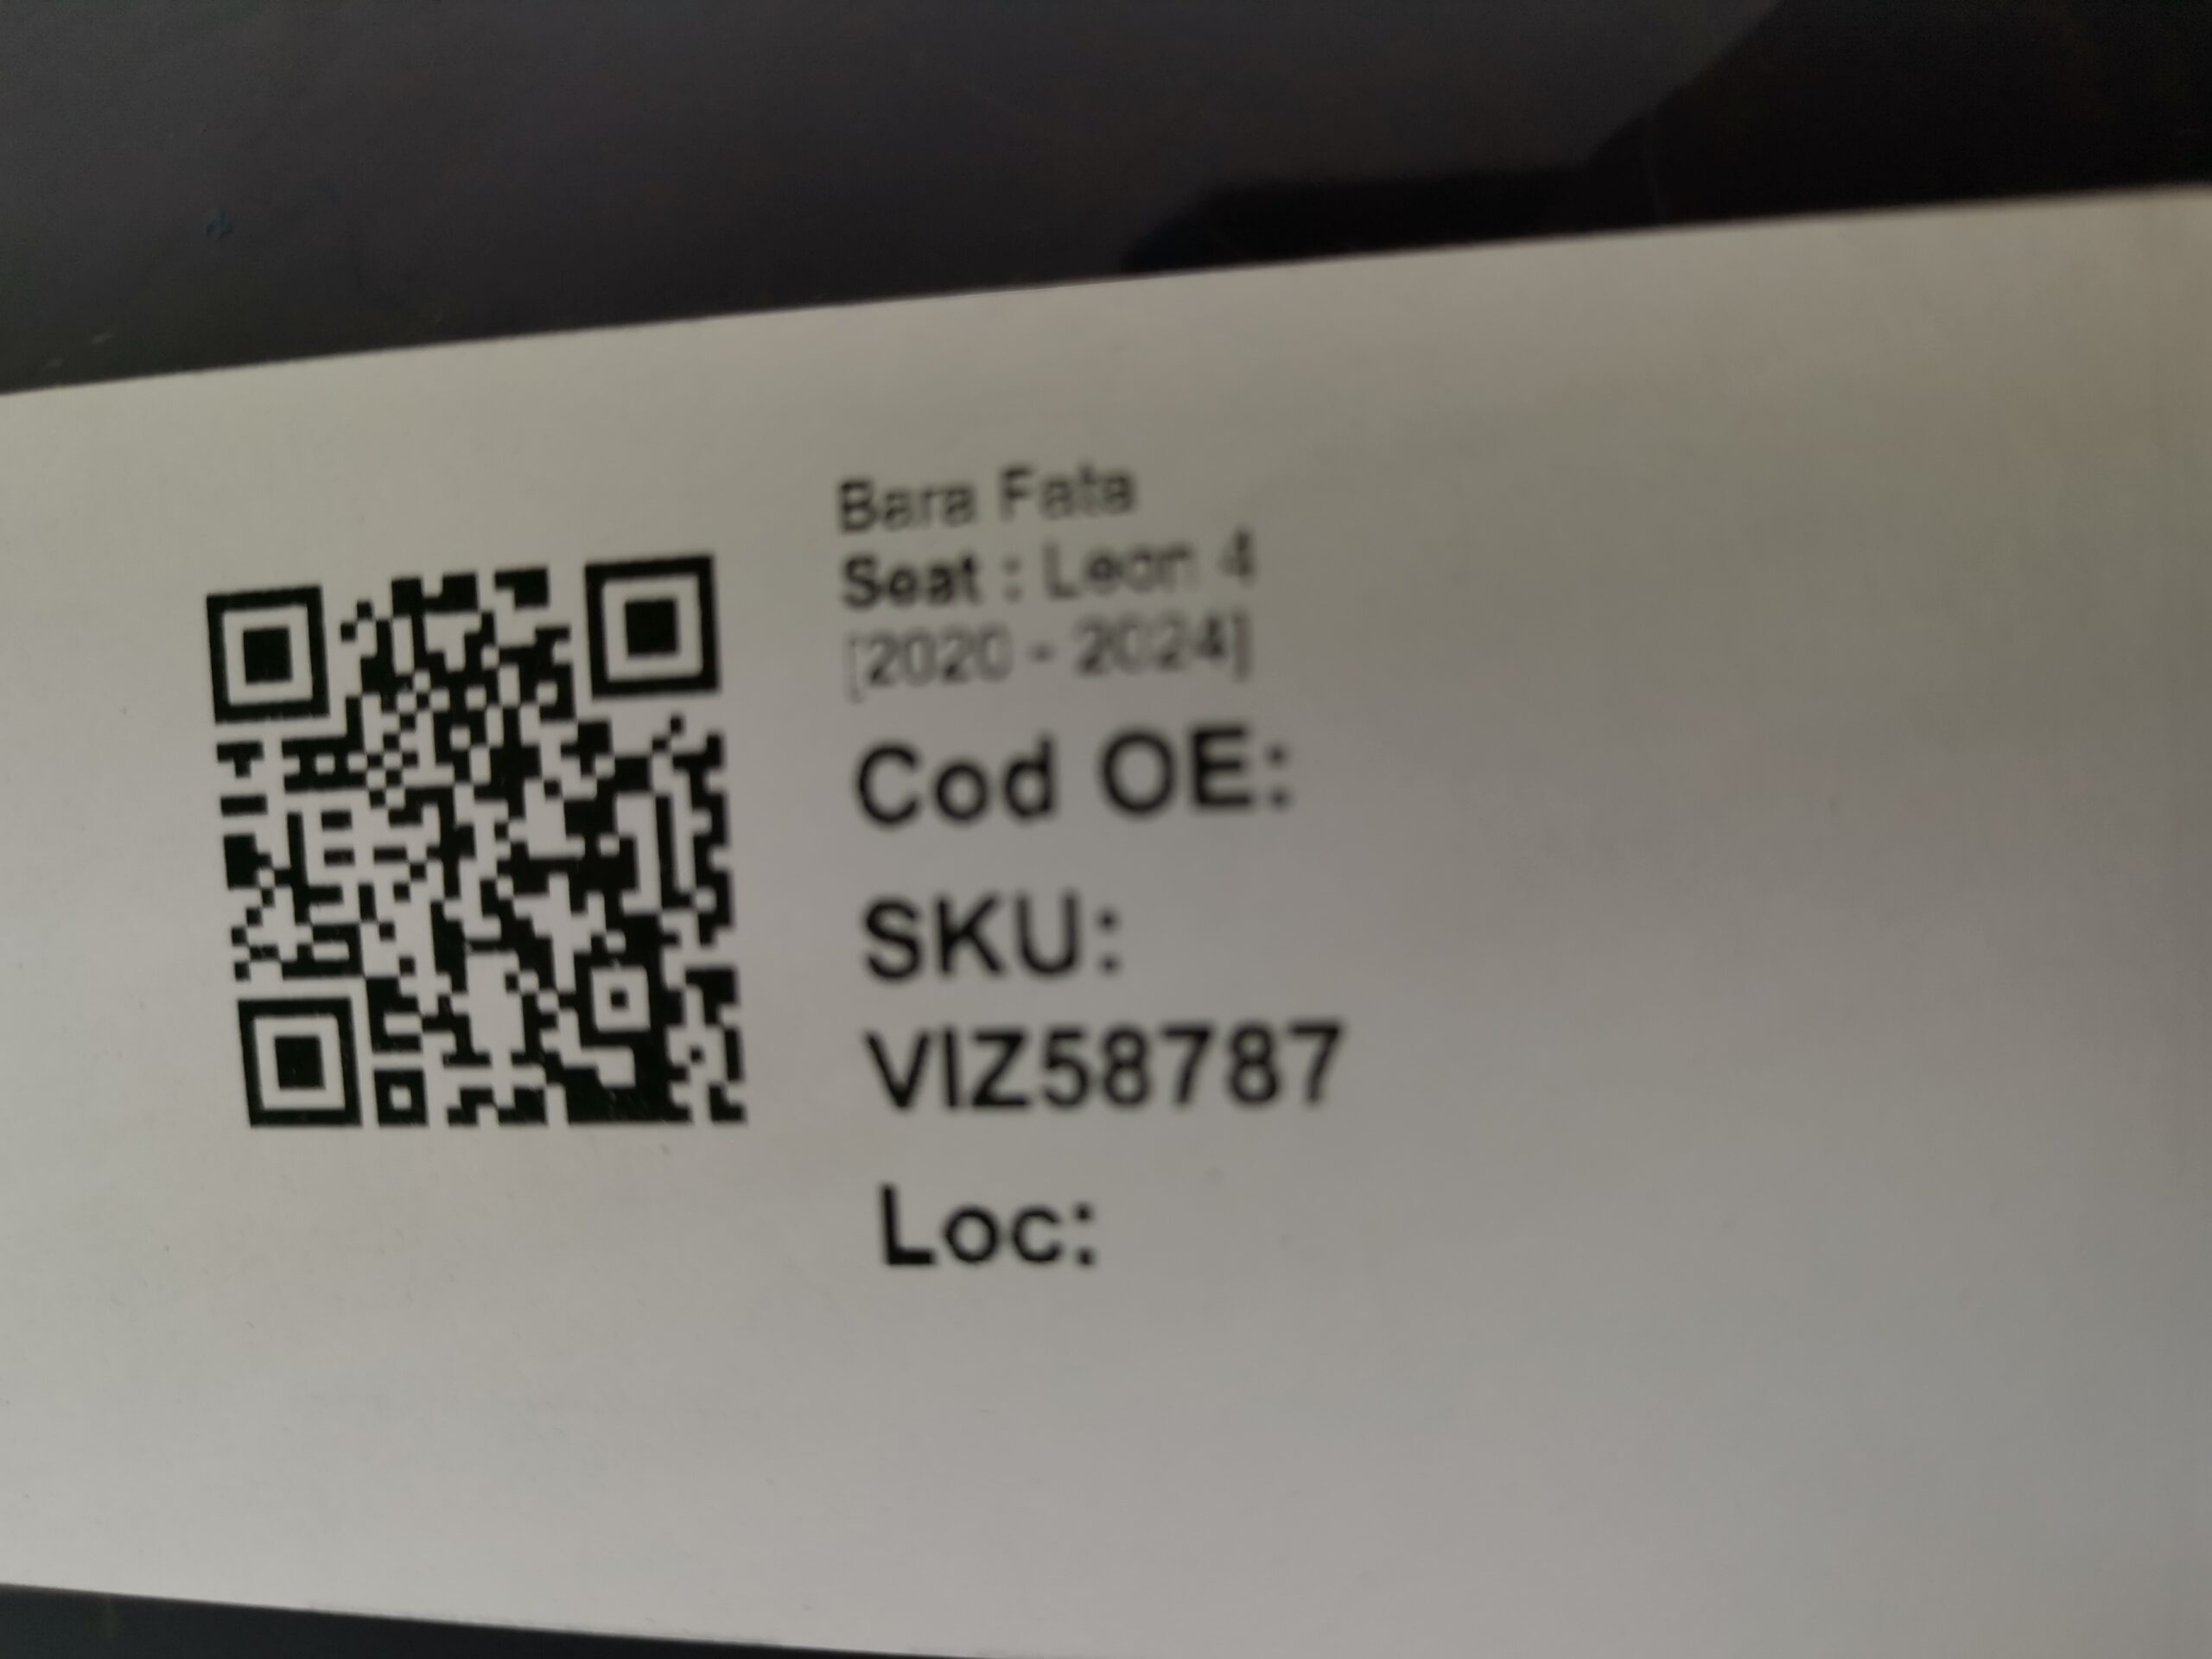 Bara Fata
Seat : Leon 4
[2020 - 2024]
Cod OE:
SKU:
VIZ58787
Loc: